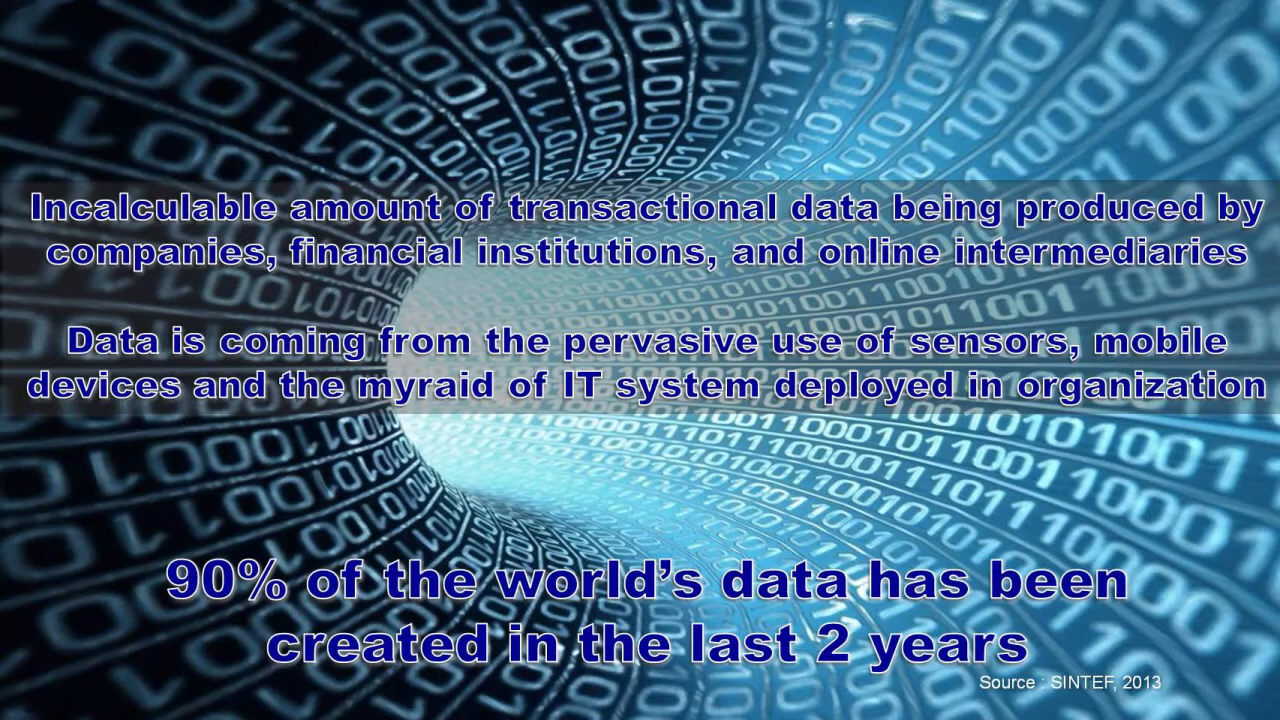 Incalculable amount of transactional data being produced by
companies, financial institutions, and online intermediaries
Data is coming from the pervasive use of sensors, mobile
devices and the myraid of IT system deployed in organization
90% of the world’s data has been
created in the last 2 years
Source : SINTEF, 2013